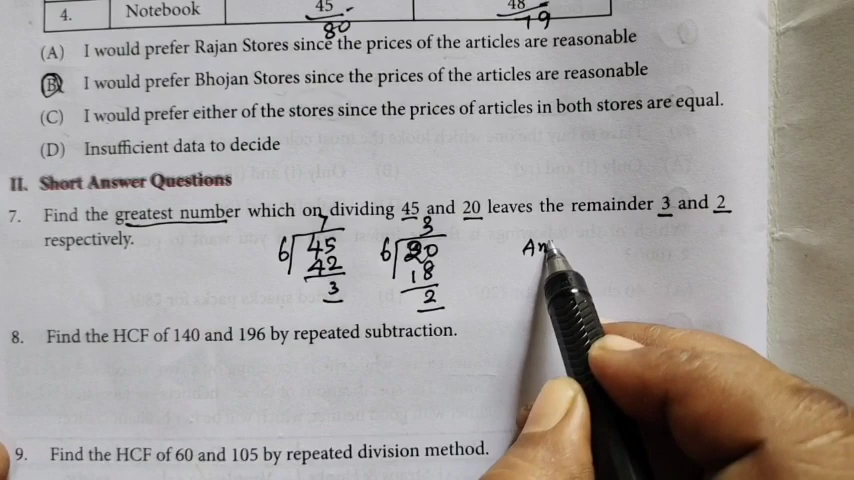 4. Notebook 45 48
80 79
(A) I would prefer Rajan Stores since the prices of the articles are reasonable
(B) I would prefer Bhojan Stores since the prices of the articles are reasonable
(C) I would prefer either of the stores since the prices of articles in both stores are equal.
(D) Insufficient data to decide
II. Short Answer Questions
7. Find the greatest number which on dividing 45 and 20 leaves the remainder 3 and 2
respectively.
7 3
6 45 6 20 An
42 18
3 2
8. Find the HCF of 140 and 196 by repeated subtraction.
9. Find the HCF of 60 and 105 by repeated division method.